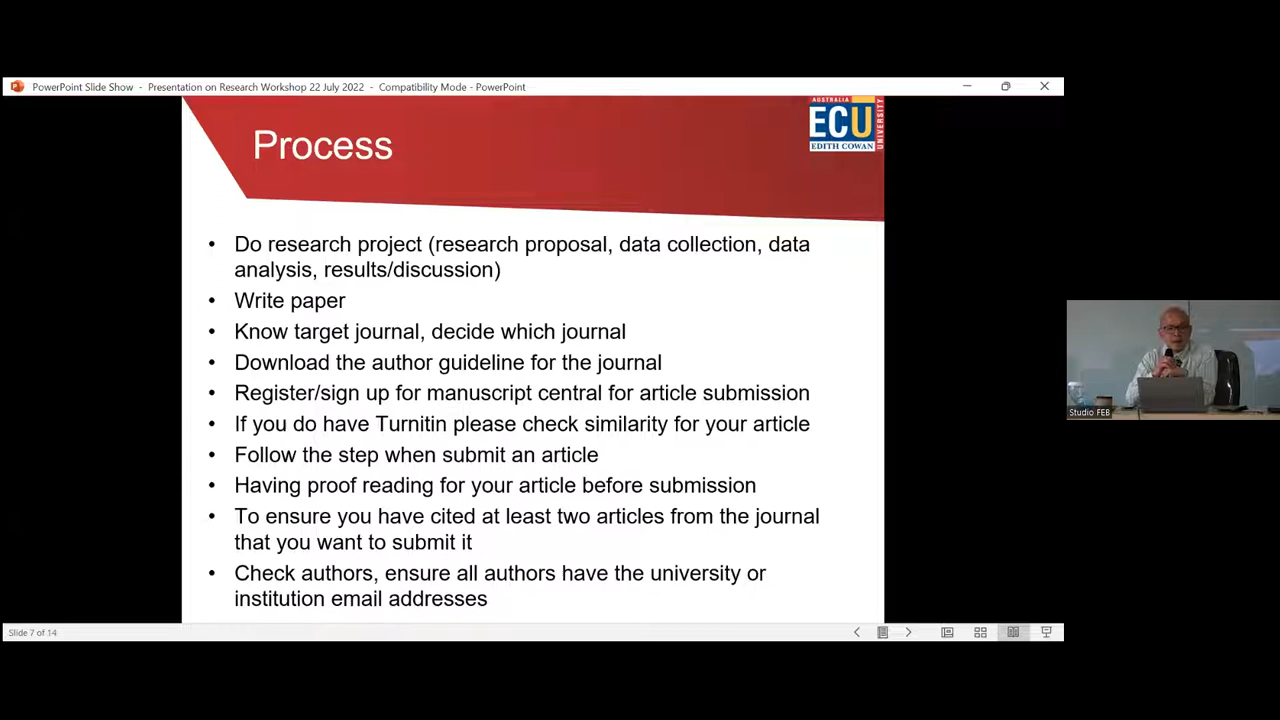 PowerPoint Slide Show - Presentation on Research Workshop 22 July 2022 - Compatibility Mode - PowerPoint
AUSTRALIA
ECU
EDITH COWAN
UNIVERSITY
Process
• Do research project (research proposal, data collection, data
analysis, results/discussion)
• Write paper
• Know target journal, decide which journal
• Download the author guideline for the journal
• Register/sign up for manuscript central for article submission
• If you do have Turnitin please check similarity for your article
• Follow the step when submit an article
• Having proof reading for your article before submission
• To ensure you have cited at least two articles from the journal
that you want to submit it
• Check authors, ensure all authors have the university or
institution email addresses
Studio FEB
Slide 7 of 14